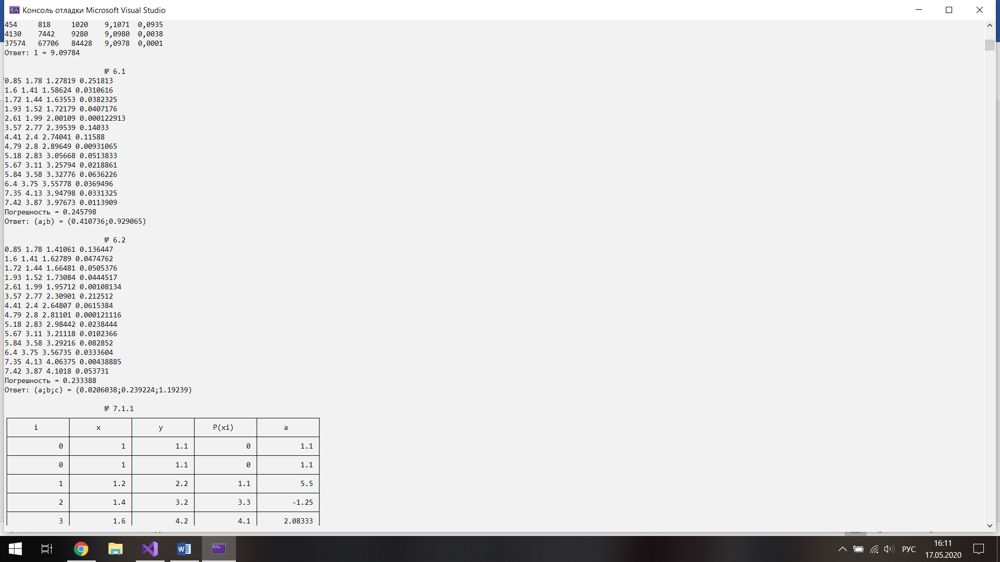 Консоль отладки Microsoft Visual Studio
454 818 1020 9,1071 0,0935
4130 7442 9280 9,0980 0,0038
37574 67706 84428 9,0978 0,0001
Ответ: l = 9.09784
№ 6.1
0.85 1.78 1.27819 0.251813
1.6 1.41 1.58624 0.0310616
1.72 1.44 1.63553 0.0382325
1.93 1.52 1.72179 0.0407176
2.61 1.99 2.00109 0.000122913
3.57 2.77 2.39539 0.14033
4.41 2.4 2.74041 0.11588
4.79 2.8 2.89649 0.00931065
5.18 2.83 3.05668 0.0513833
5.67 3.11 3.25794 0.0218861
5.84 3.58 3.32776 0.0636226
6.4 3.75 3.55778 0.0369496
7.35 4.13 3.94798 0.0331325
7.42 3.87 3.97673 0.0113909
Погрешность = 0.245798
Ответ: (a;b) = (0.410736;0.929065)
№ 6.2
0.85 1.78 1.41061 0.136447
1.6 1.41 1.62789 0.0474762
1.72 1.44 1.66481 0.0505376
1.93 1.52 1.73084 0.0444517
2.61 1.99 1.95712 0.00108134
3.57 2.77 2.30901 0.212512
4.41 2.4 2.64807 0.0615384
4.79 2.8 2.81101 0.000121116
5.18 2.83 2.98442 0.0238444
5.67 3.11 3.21118 0.0102366
5.84 3.58 3.29216 0.082852
6.4 3.75 3.56735 0.0333604
7.35 4.13 4.06375 0.00438885
7.42 3.87 4.1018 0.053731
Погрешность = 0.233388
Ответ: (a;b;c) = (0.0206038;0.239224;1.19239)
№ 7.1.1
i x y P(xi) a
0 1 1.1 0 1.1
0 1 1.1 0 1.1
1 1.2 2.2 1.1 5.5
2 1.4 3.2 3.3 -1.25
3 1.6 4.2 4.1 2.08333
РУС
16:11
17.05.2020